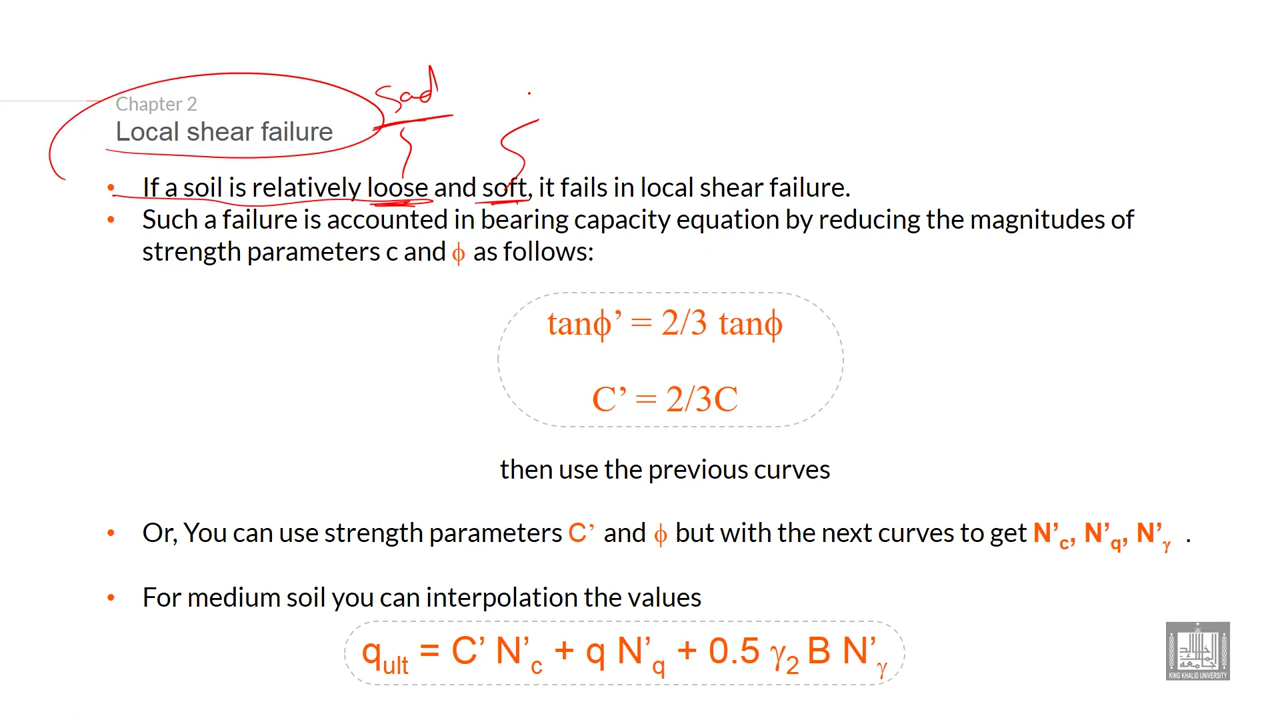 Chapter 2
Local shear failure
sad
• If a soil is relatively loose and soft, it fails in local shear failure.
• Such a failure is accounted in bearing capacity equation by reducing the magnitudes of
strength parameters c and ϕ as follows:
tanϕ’ = 2/3 tanϕ
C’ = 2/3C
then use the previous curves
• Or, You can use strength parameters C’ and ϕ but with the next curves to get N’c, N’q, N’γ .
• For medium soil you can interpolation the values
qult = C’ N’c + q N’q + 0.5 γ2 B N’γ
KING KHALID UNIVERSITY